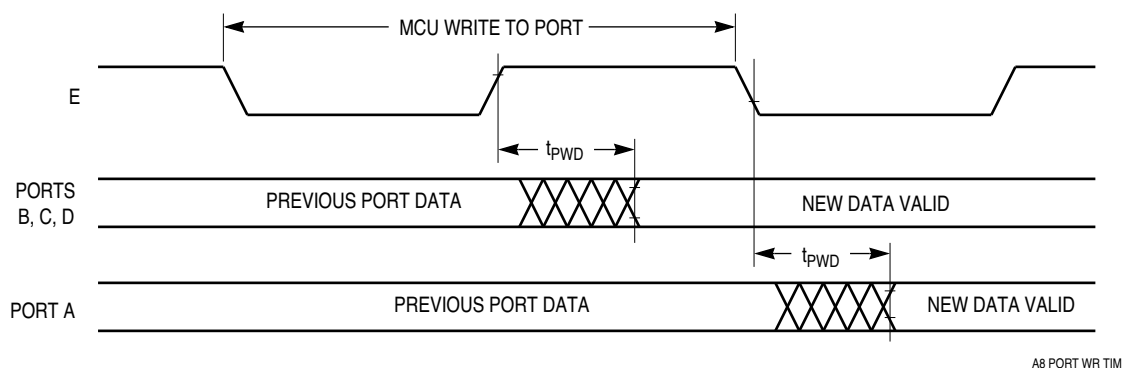 MCU WRITE TO PORT
E
tPWD
PORTS
B, C, D
PREVIOUS PORT DATA
NEW DATA VALID
tPWD
PORT A
PREVIOUS PORT DATA
NEW DATA VALID
A8 PORT WR TIM